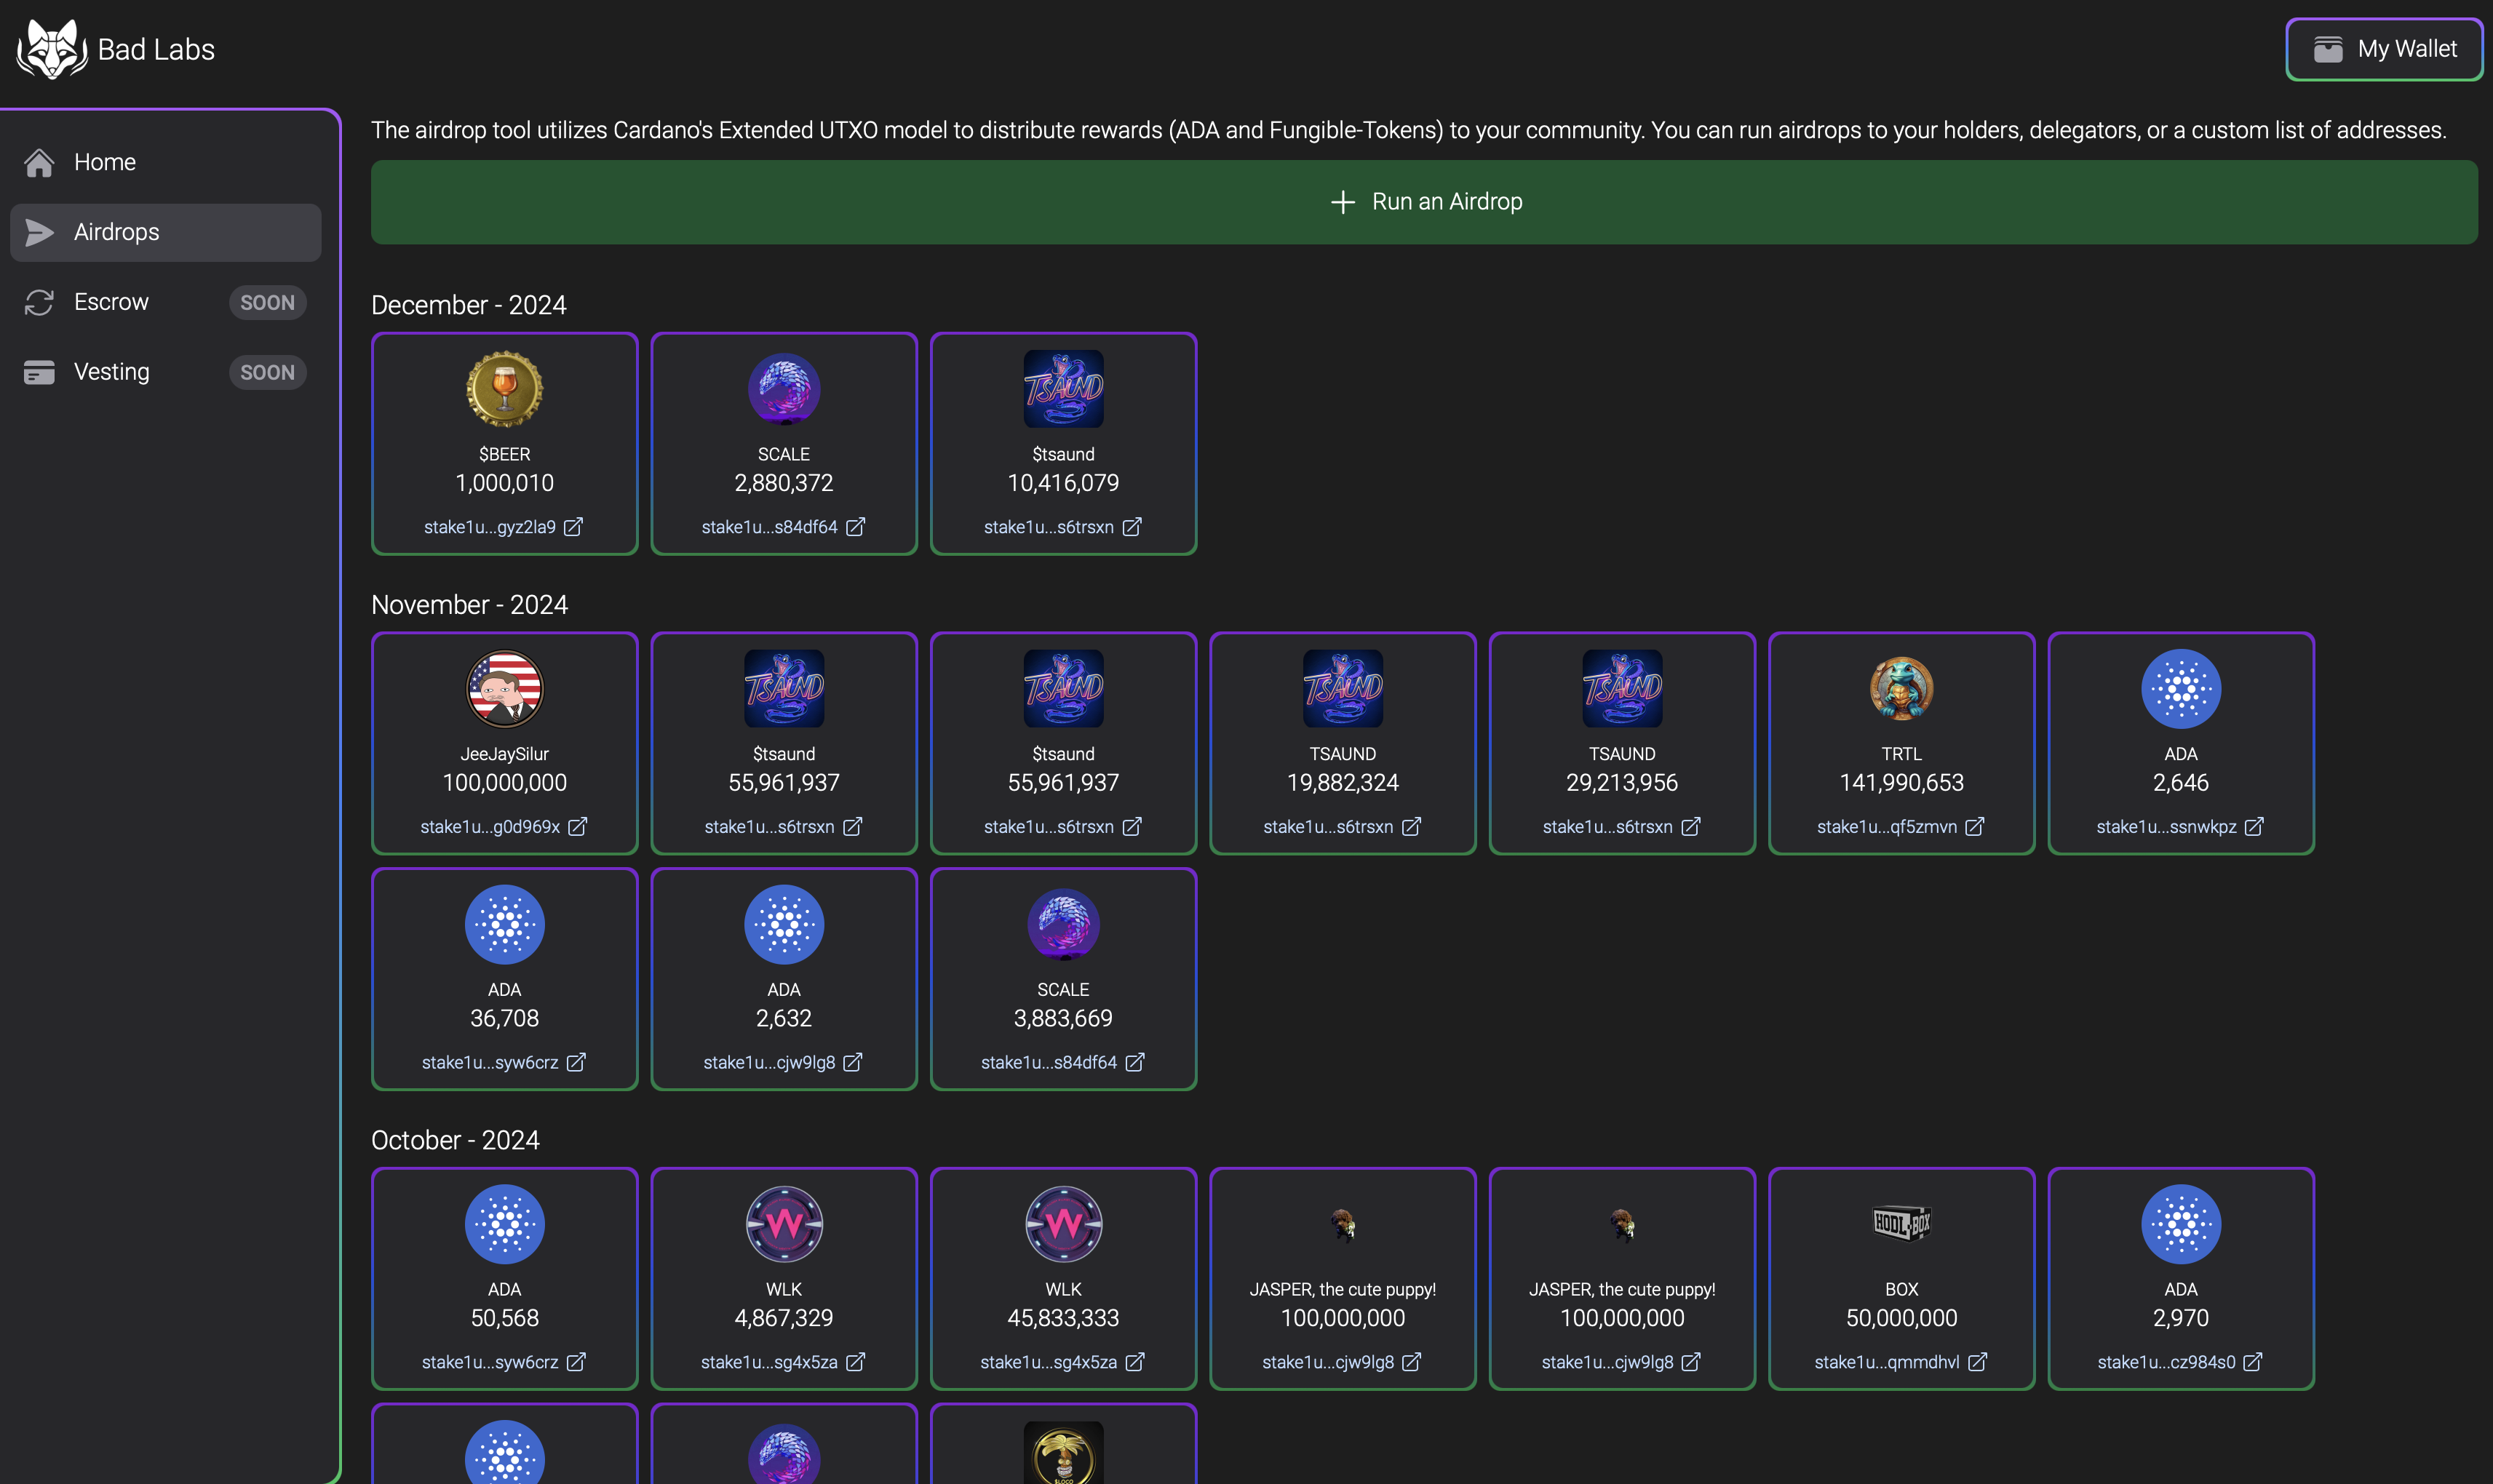 Bad Labs
My Wallet
Home
Airdrops
Escrow SOON
Vesting SOON
The airdrop tool utilizes Cardano's Extended UTXO model to distribute rewards (ADA and Fungible-Tokens) to your community. You can run airdrops to your holders, delegators, or a custom list of addresses.
Run an Airdrop
December - 2024
TSAUND
$BEER
1,000,010
stake1u...gyz2la9
SCALE
2,880,372
stake1u...s84df64
$tsaund
10,416,079
stake1u...s6trsxn
November - 2024
JeeJaySilur
100,000,000
stake1u...g0d969x
TSAUND
$tsaund
55,961,937
stake1u...s6trsxn
TSAUND
$tsaund
55,961,937
stake1u...s6trsxn
TSAUND
TSAUND
19,882,324
stake1u...s6trsxn
TSAUND
TSAUND
29,213,956
stake1u...s6trsxn
TRTL
141,990,653
stake1u...qf5zmvn
ADA
2,646
stake1u...ssnwkpz
ADA
36,708
stake1u...syw6crz
ADA
2,632
stake1u...cjw9lg8
SCALE
3,883,669
stake1u...s84df64
October - 2024
ADA
50,568
stake1u...syw6crz
W
WLK
4,867,329
stake1u...sg4x5za
W
WLK
45,833,333
stake1u...sg4x5za
JASPER, the cute puppy!
100,000,000
stake1u...cjw9lg8
JASPER, the cute puppy!
100,000,000
stake1u...cjw9lg8
HODL-BOX
BOX
50,000,000
stake1u...qmmdhvl
ADA
2,970
stake1u...cz984s0
$LOCO